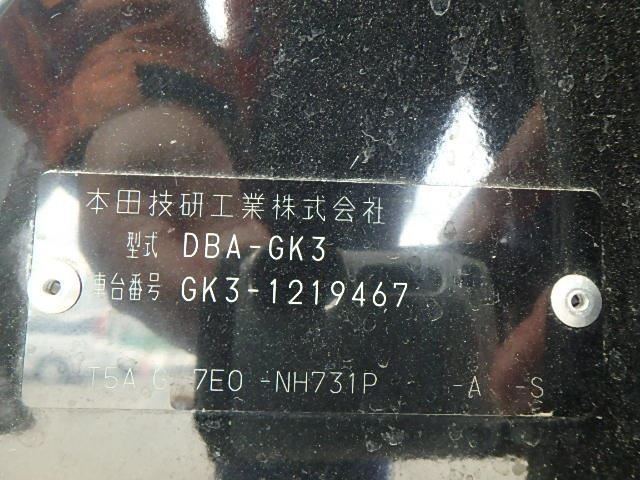 本田技研工業株式会社
型式 DBA-GK3
車台番号 GK3-1219467
T5A G 7E0 -NH731P -A -S